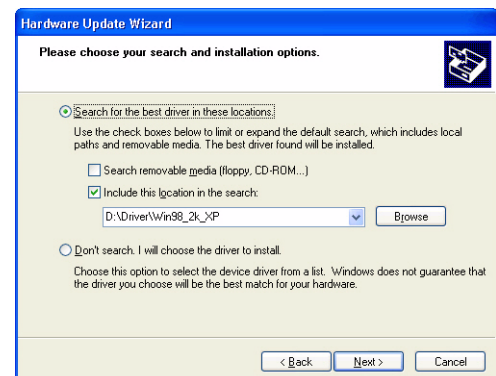 Hardware Update Wizard
Please choose your search and installation options.
Search for the best driver in these locations.
Use the check boxes below to limit or expand the default search, which includes local
paths and removable media. The best driver found will be installed.
Search removable media (floppy, CD-ROM...)
Include this location in the search:
D:\Driver\Win98_2k_XP
Browse
Don't search. I will choose the driver to install.
Choose this option to select the device driver from a list. Windows does not guarantee that
the driver you choose will be the best match for your hardware.
< Back
Next >
Cancel